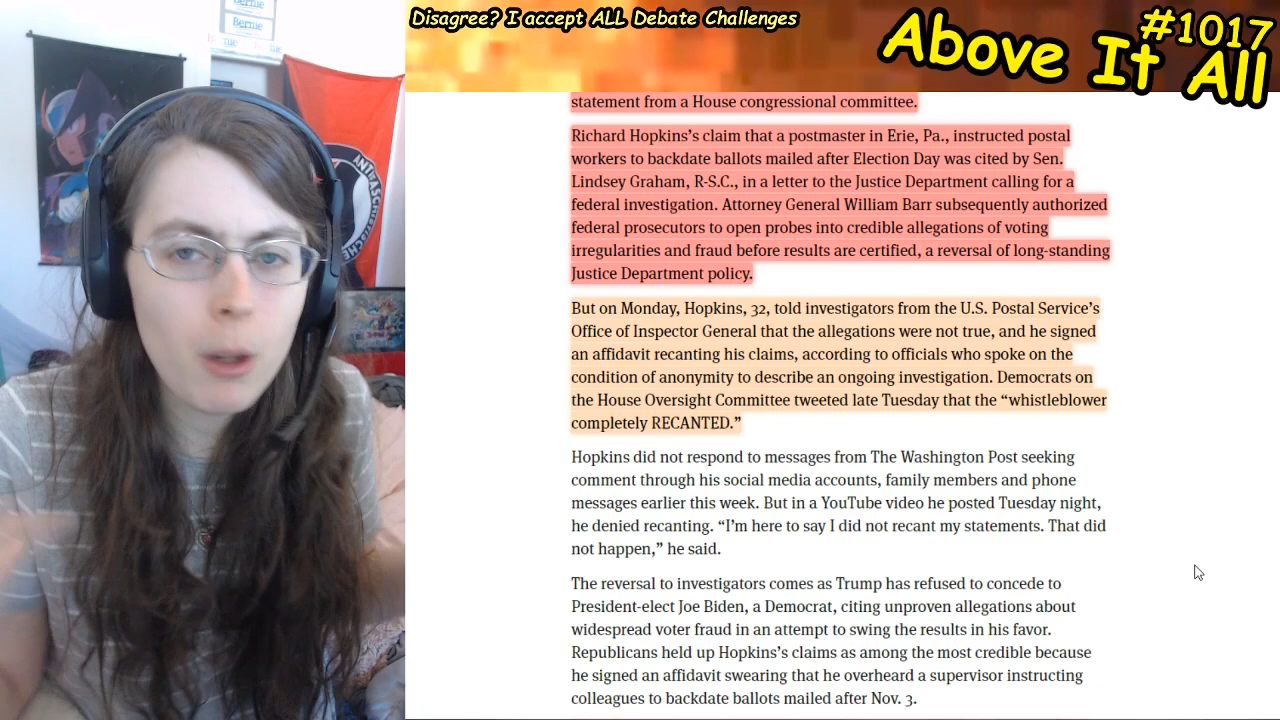 Disagree? I accept ALL Debate Challenges
#1017
Above It All
Bernie
Bernie
ANTIFASCHISTISCHE
statement from a House congressional committee.
Richard Hopkins’s claim that a postmaster in Erie, Pa., instructed postal
workers to backdate ballots mailed after Election Day was cited by Sen.
Lindsey Graham, R-S.C., in a letter to the Justice Department calling for a
federal investigation. Attorney General William Barr subsequently authorized
federal prosecutors to open probes into credible allegations of voting
irregularities and fraud before results are certified, a reversal of long-standing
Justice Department policy.
But on Monday, Hopkins, 32, told investigators from the U.S. Postal Service’s
Office of Inspector General that the allegations were not true, and he signed
an affidavit recanting his claims, according to officials who spoke on the
condition of anonymity to describe an ongoing investigation. Democrats on
the House Oversight Committee tweeted late Tuesday that the “whistleblower
completely RECANTED.”
Hopkins did not respond to messages from The Washington Post seeking
comment through his social media accounts, family members and phone
messages earlier this week. But in a YouTube video he posted Tuesday night,
he denied recanting. “I’m here to say I did not recant my statements. That did
not happen,” he said.
The reversal to investigators comes as Trump has refused to concede to
President-elect Joe Biden, a Democrat, citing unproven allegations about
widespread voter fraud in an attempt to swing the results in his favor.
Republicans held up Hopkins’s claims as among the most credible because
he signed an affidavit swearing that he overheard a supervisor instructing
colleagues to backdate ballots mailed after Nov. 3.